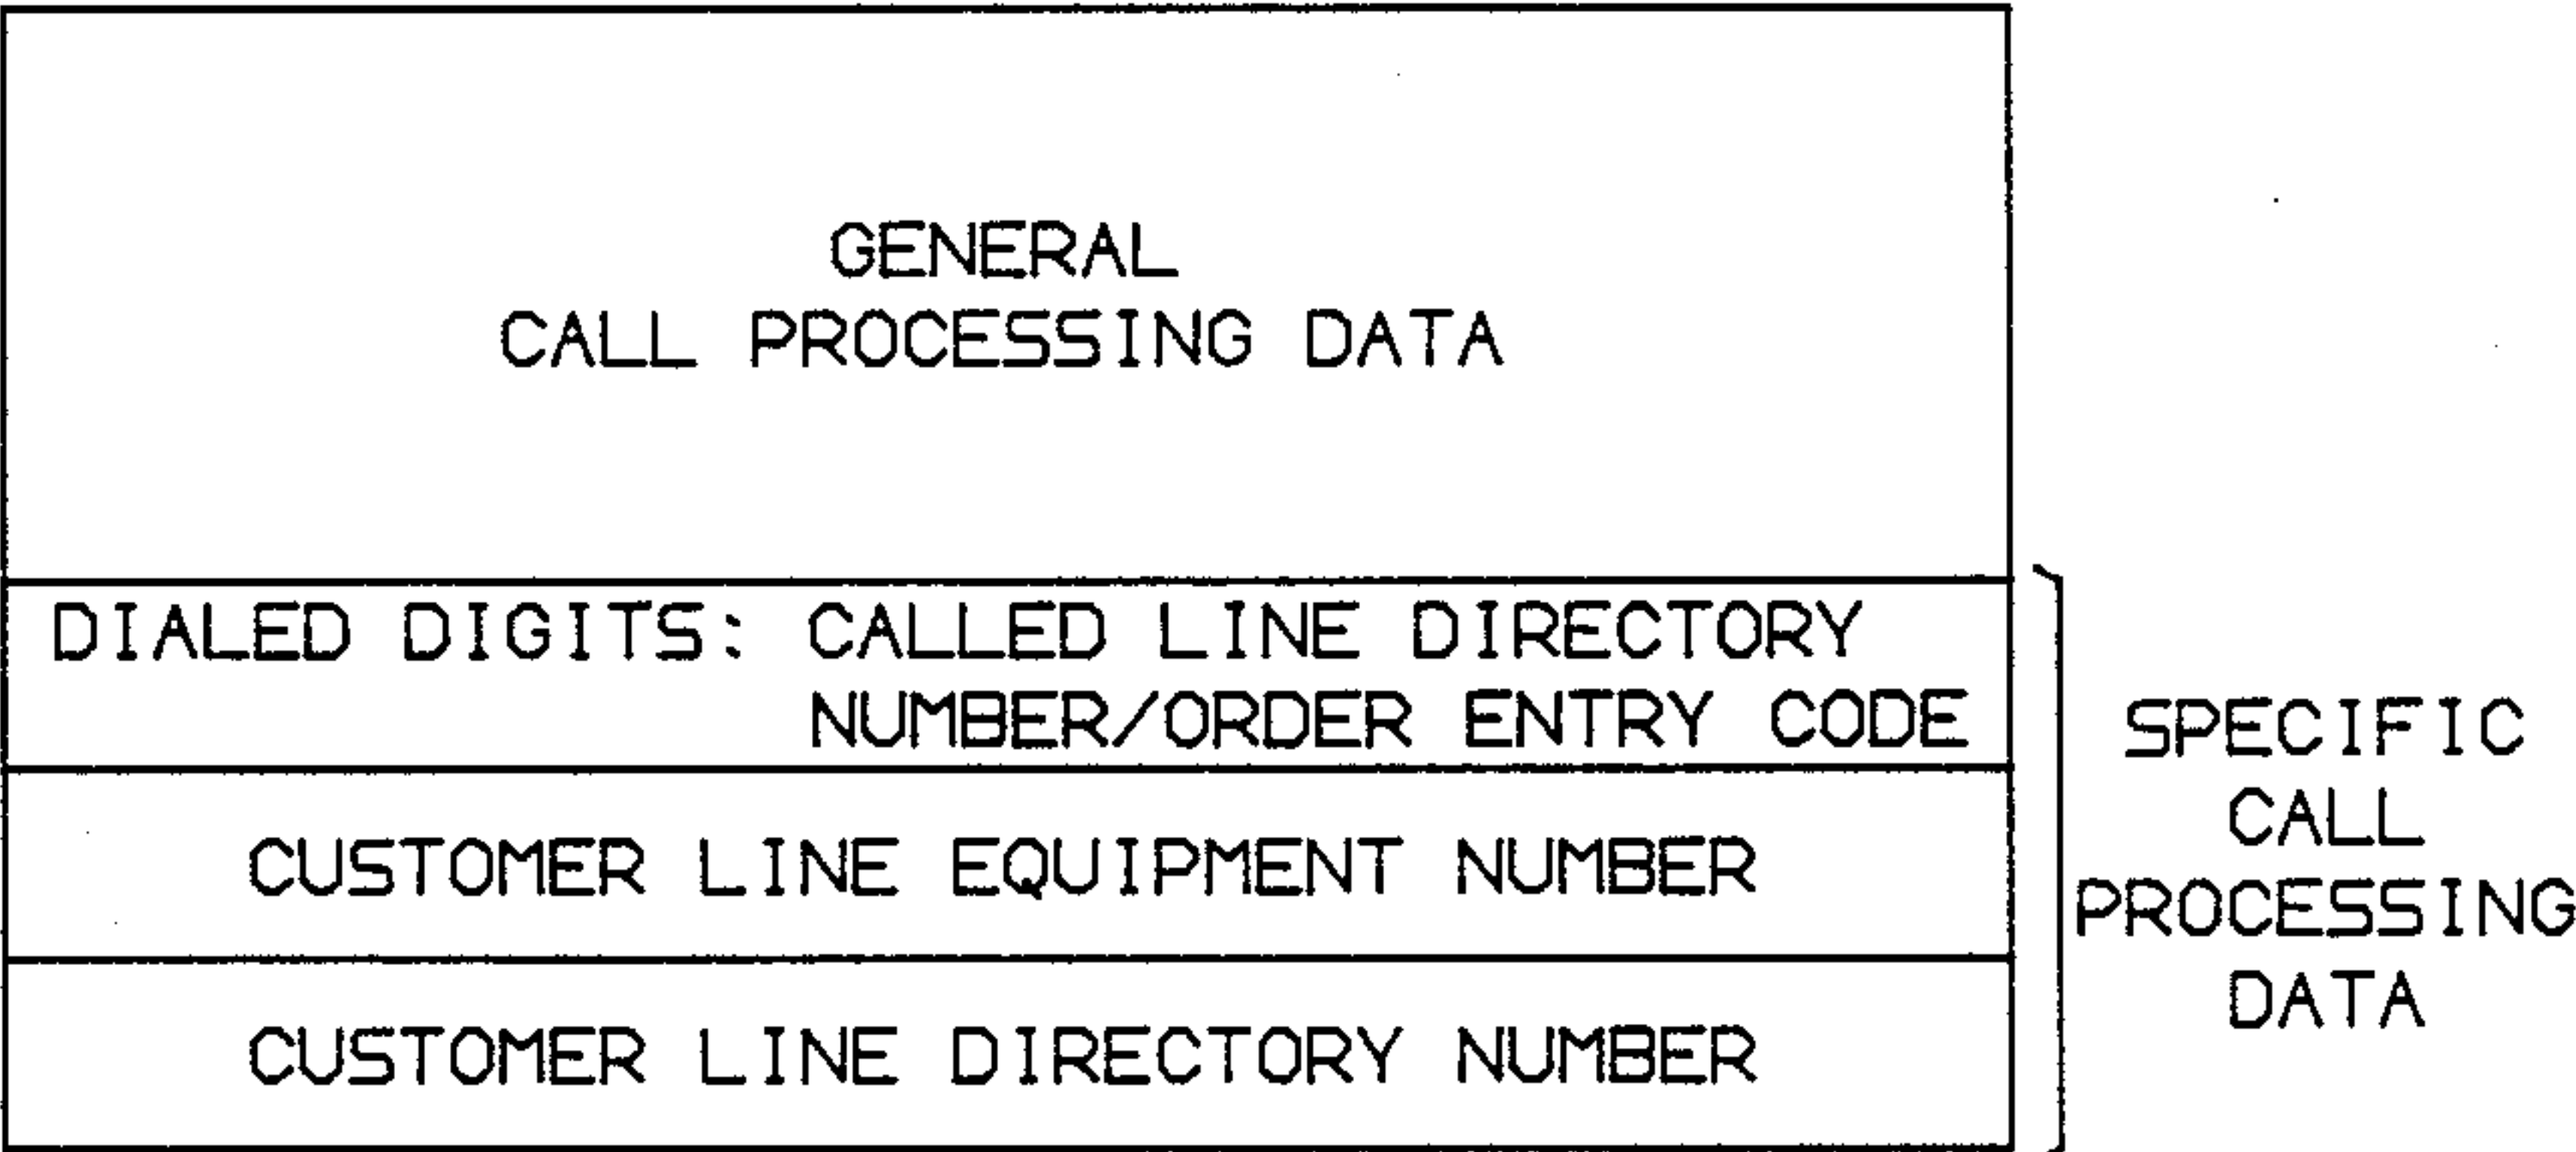 GENERAL
CALL PROCESSING DATA
DIALED DIGITS: CALLED LINE DIRECTORY
NUMBER/ORDER ENTRY CODE
CUSTOMER LINE EQUIPMENT NUMBER
CUSTOMER LINE DIRECTORY NUMBER
SPECIFIC
CALL
PROCESSING
DATA